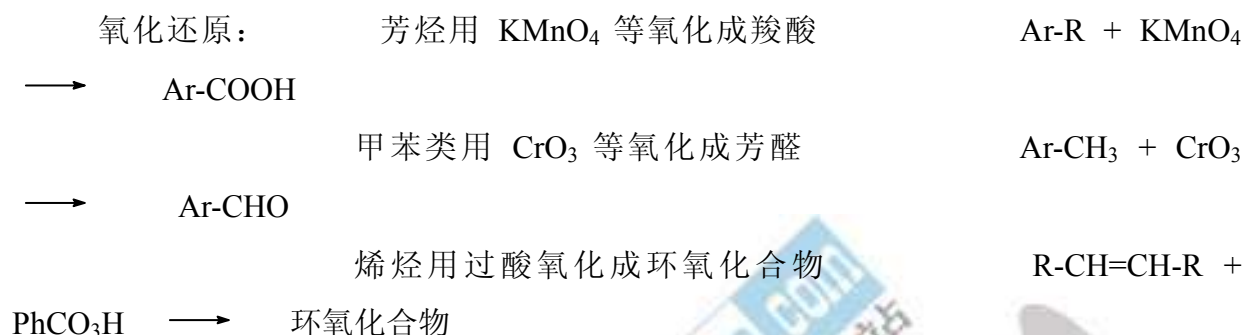 氧化还原： 芳烃用 KMnO₄ 等氧化成羧酸 Ar-R + KMnO₄
⟶ Ar-COOH
甲苯类用 CrO₃ 等氧化成芳醛 Ar-CH₃ + CrO₃
⟶ Ar-CHO
烯烃用过酸氧化成环氧化合物 R-CH=CH-R +
PhCO₃H ⟶ 环氧化合物